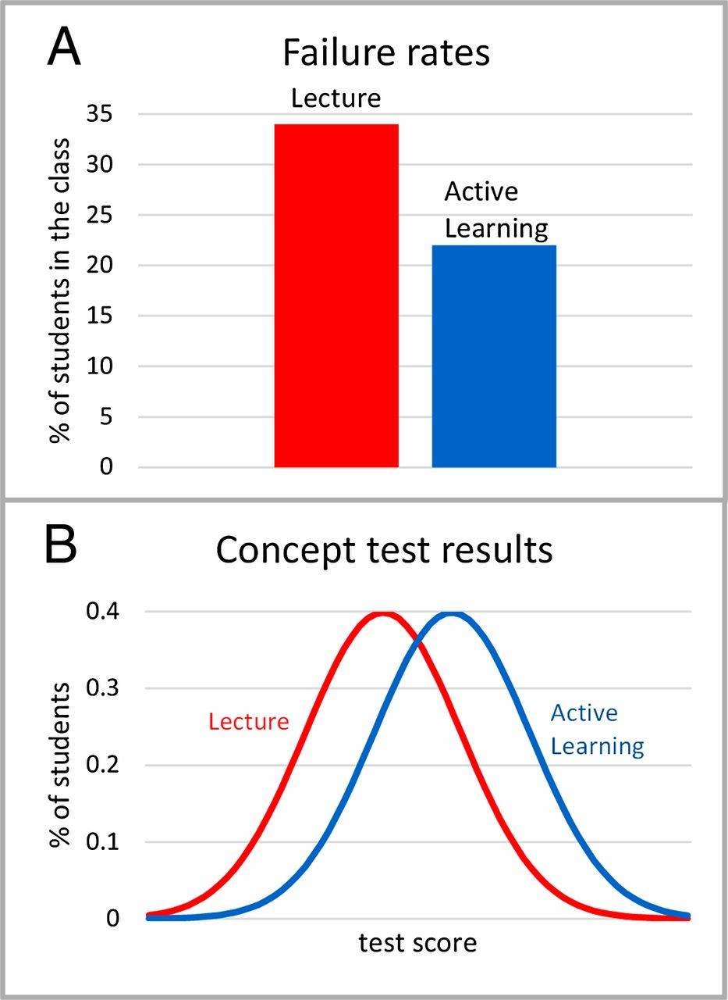 A
Failure rates
Lecture
35
30
25
20
15
10
5
0
% of students in the class
Active
Learning
B
Concept test results
0.4
0.3
0.2
0.1
0
% of students
Lecture
Active
Learning
test score